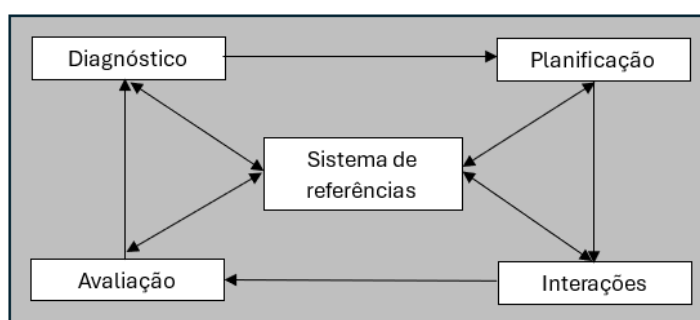 Diagnóstico
Planificação
Sistema de
referências
Avaliação
Interações